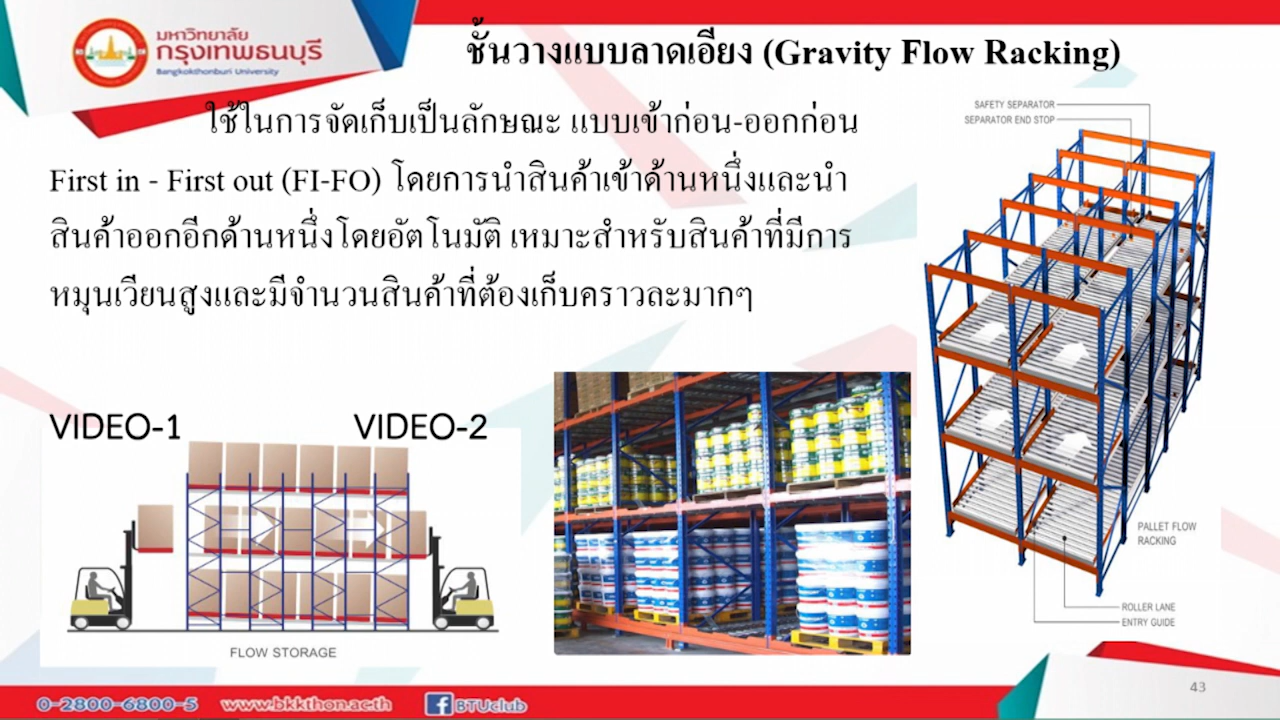 มหาวิทยาลัย
กรุงเทพธนบุรี
Bangkokthonburi University
ชั้นวางแบบลาดเอียง (Gravity Flow Racking)
ใช้ในการจัดเก็บเป็นลักษณะ แบบเข้าก่อน-ออกก่อน
First in - First out (FI-FO) โดยการนำสินค้าเข้าด้านหนึ่งและนำ
สินค้าออกอีกด้านหนึ่งโดยอัตโนมัติ เหมาะสำหรับสินค้าที่มีการ
หมุนเวียนสูงและมีจำนวนสินค้าที่ต้องเก็บคราวละมากๆ
SAFETY SEPARATOR
SEPARATOR END STOP
PALLET FLOW
RACKING
ROLLER LANE
ENTRY GUIDE
VIDEO-1
VIDEO-2
FLOW STORAGE
43
0-2800-6800-5
www.bkkthon.ac.th
f BTUclub